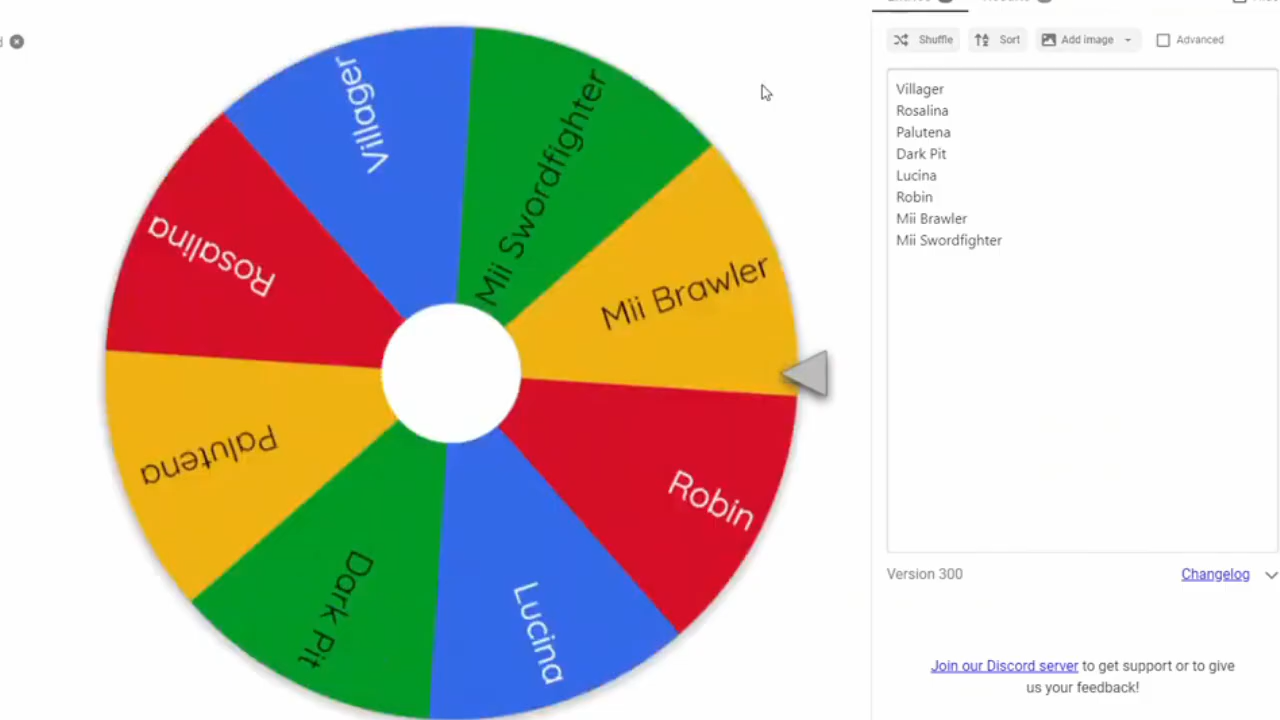 Shuffle
Sort
Add image
Advanced
Villager
Rosalina
Palutena
Dark Pit
Lucina
Robin
Mii Brawler
Mii Swordfighter
Villager
Mii Swordfighter
Mii Brawler
Rosalina
Palutena
Robin
Dark Pit
Lucina
Version 300
Changelog
Join our Discord server to get support or to give
us your feedback!